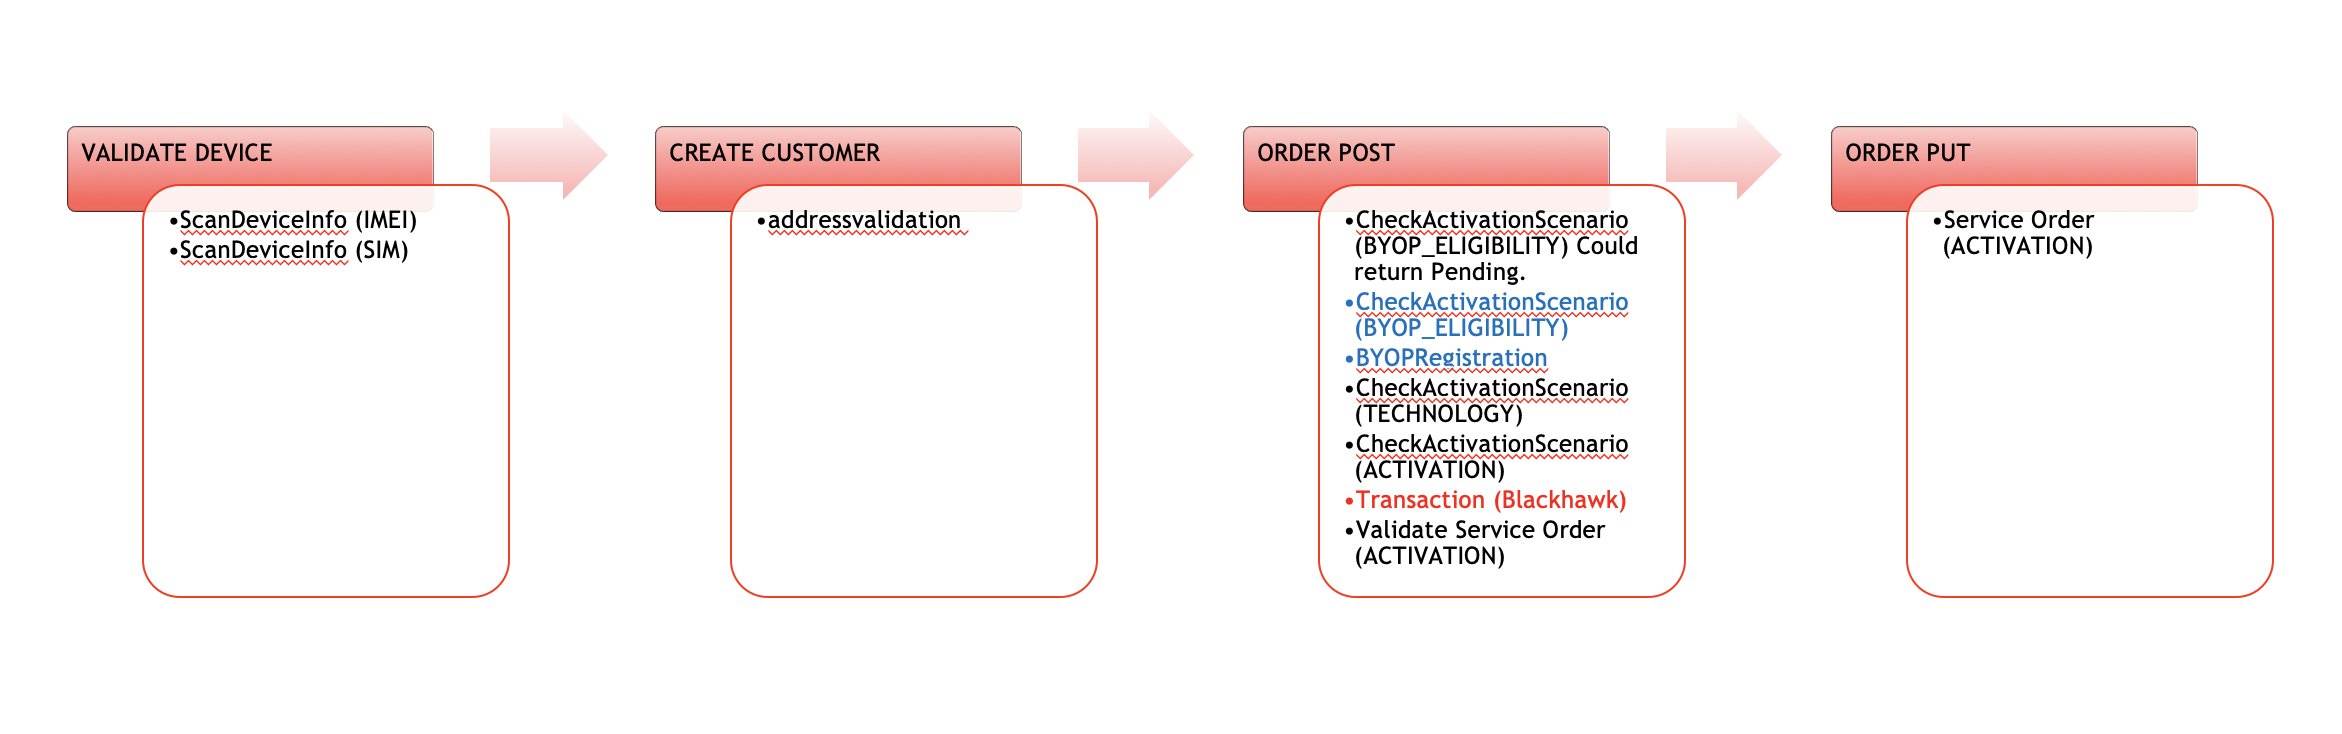 VALIDATE DEVICE
•ScanDeviceInfo (IMEI)
•ScanDeviceInfo (SIM)
CREATE CUSTOMER
•addressvalidation
ORDER POST
•CheckActivationScenario
(BYOP_ELIGIBILITY) Could
return Pending.
•CheckActivationScenario
(BYOP_ELIGIBILITY)
•BYOPRegistration
•CheckActivationScenario
(TECHNOLOGY)
•CheckActivationScenario
(ACTIVATION)
•Transaction (Blackhawk)
•Validate Service Order
(ACTIVATION)
ORDER PUT
•Service Order
(ACTIVATION)